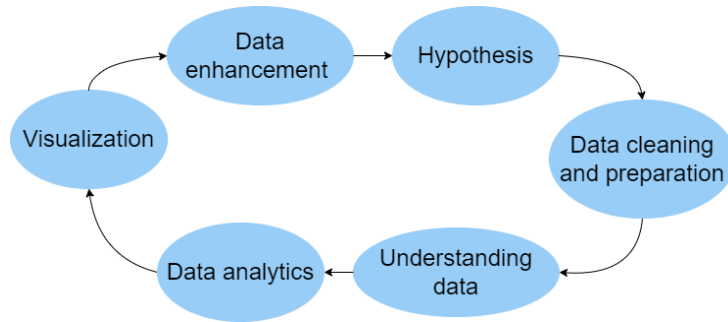 Data
enhancement
Hypothesis
Visualization
Data cleaning
and preparation
Data analytics
Understanding
data